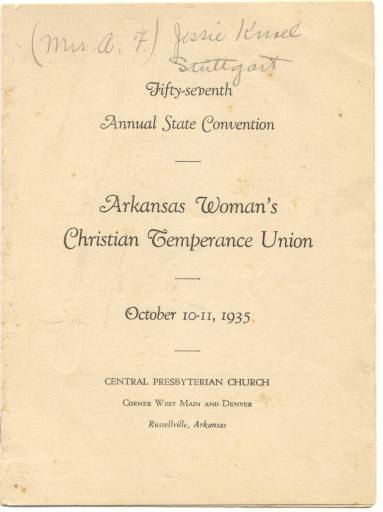 (Mrs. A. F.) Jessie Knoel
Stuttgart
Fifty-seventh
Annual State Convention
Arkansas Woman's
Christian Temperance Union
October 10-11, 1935
CENTRAL PRESBYTERIAN CHURCH
CORNER WEST MAIN AND DENVER
Russellville, Arkansas